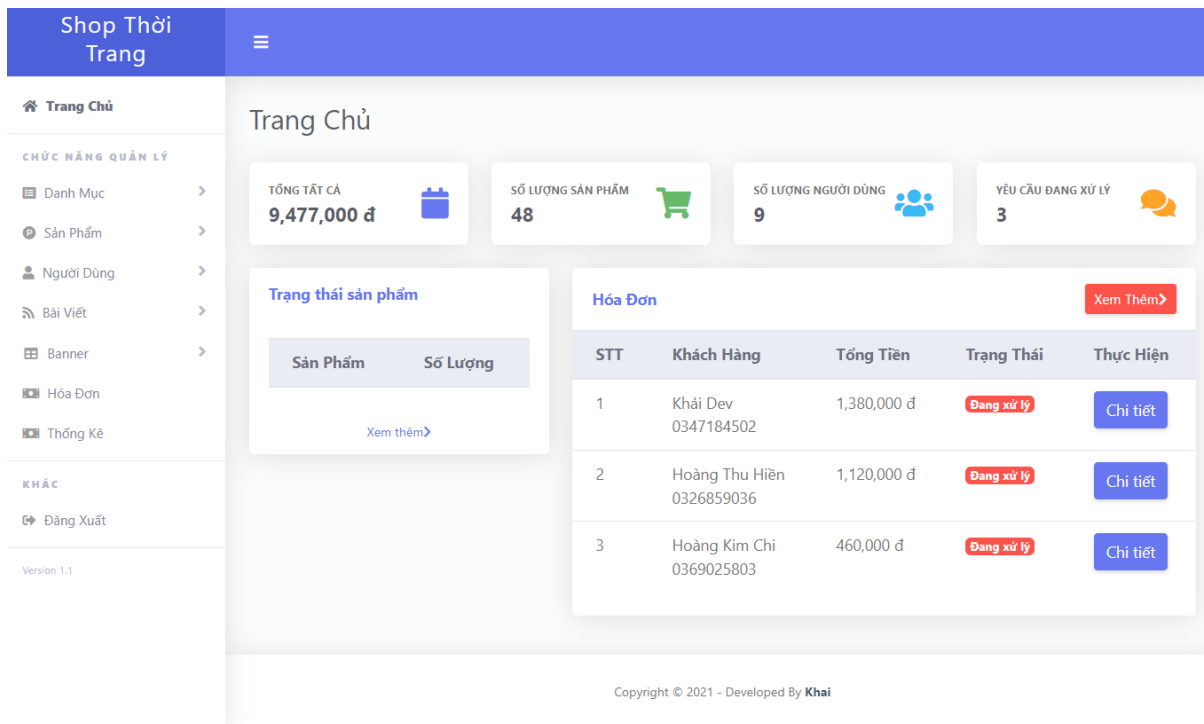 Shop Thời
Trang
Trang Chủ
CHỨC NĂNG QUẢN LÝ
Danh Mục
Sản Phẩm
Người Dùng
Bài Viết
Banner
Hóa Đơn
Thống Kê
KHÁC
Đăng Xuất
Version 1.1
Trang Chủ
TỔNG TẤT CẢ
9,477,000 đ
SỐ LƯỢNG SẢN PHẨM
48
SỐ LƯỢNG NGƯỜI DÙNG
9
YÊU CẦU ĐANG XỬ LÝ
3
Trạng thái sản phẩm
Sản Phẩm Số Lượng
Xem thêm
Hóa Đơn Xem Thêm
STT Khách Hàng Tổng Tiền Trạng Thái Thực Hiện
1 Khải Dev 1,380,000 đ Đang xử lý Chi tiết
0347184502
2 Hoàng Thu Hiền 1,120,000 đ Đang xử lý Chi tiết
0326859036
3 Hoàng Kim Chi 460,000 đ Đang xử lý Chi tiết
0369025803
Copyright © 2021 - Developed By Khai